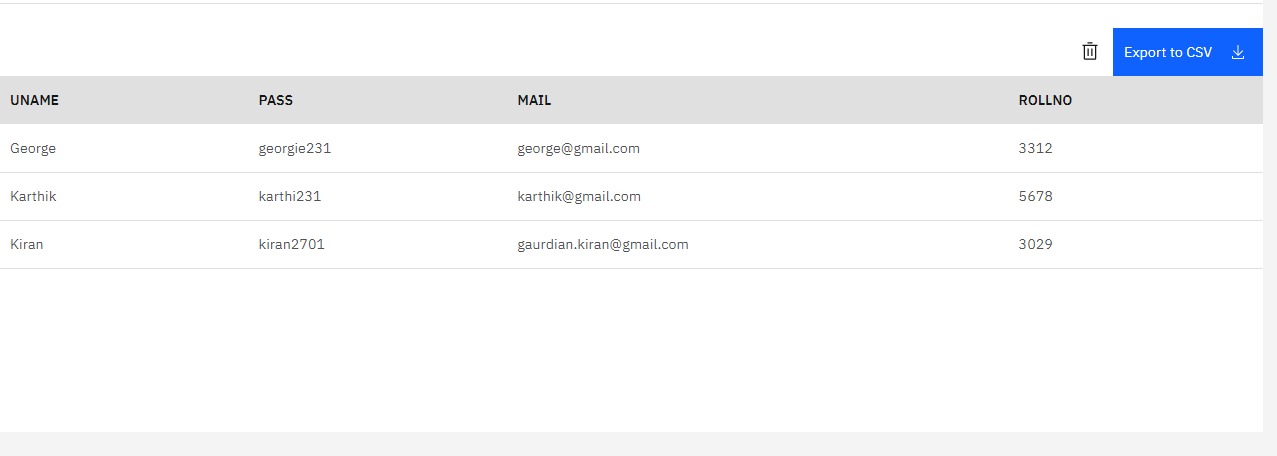 Export to CSV
UNAME PASS MAIL ROLLNO
George georgie231 george@gmail.com 3312
Karthik karthi231 karthik@gmail.com 5678
Kiran kiran2701 gaurdian.kiran@gmail.com 3029